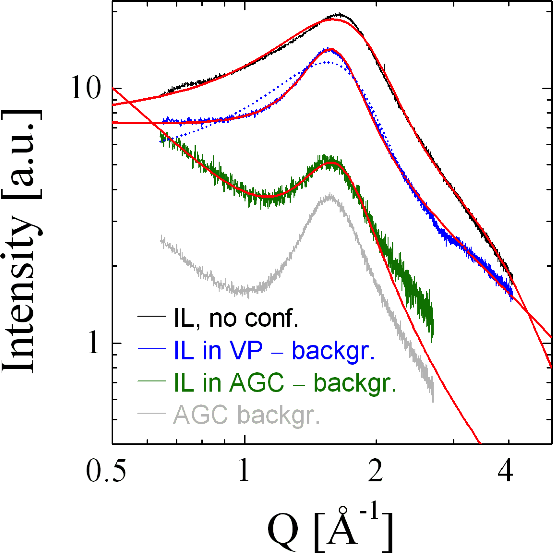 Intensity [a.u.]
10
1
IL, no conf.
IL in VP – backgr.
IL in AGC – backgr.
AGC backgr.
0.5 1 2 4
Q [Å⁻¹]